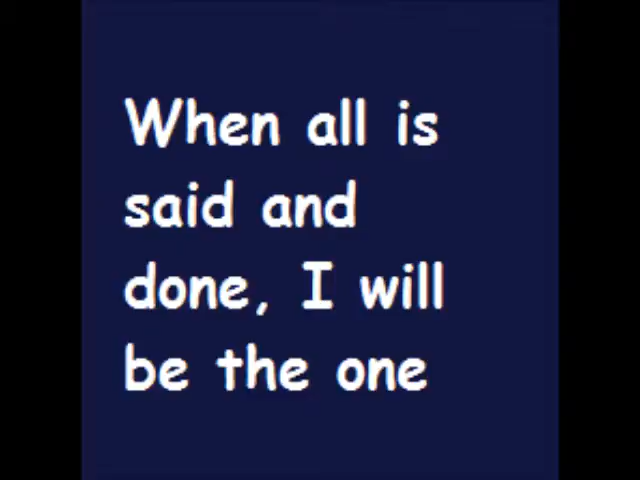 When all is
said and
done, I will
be the one